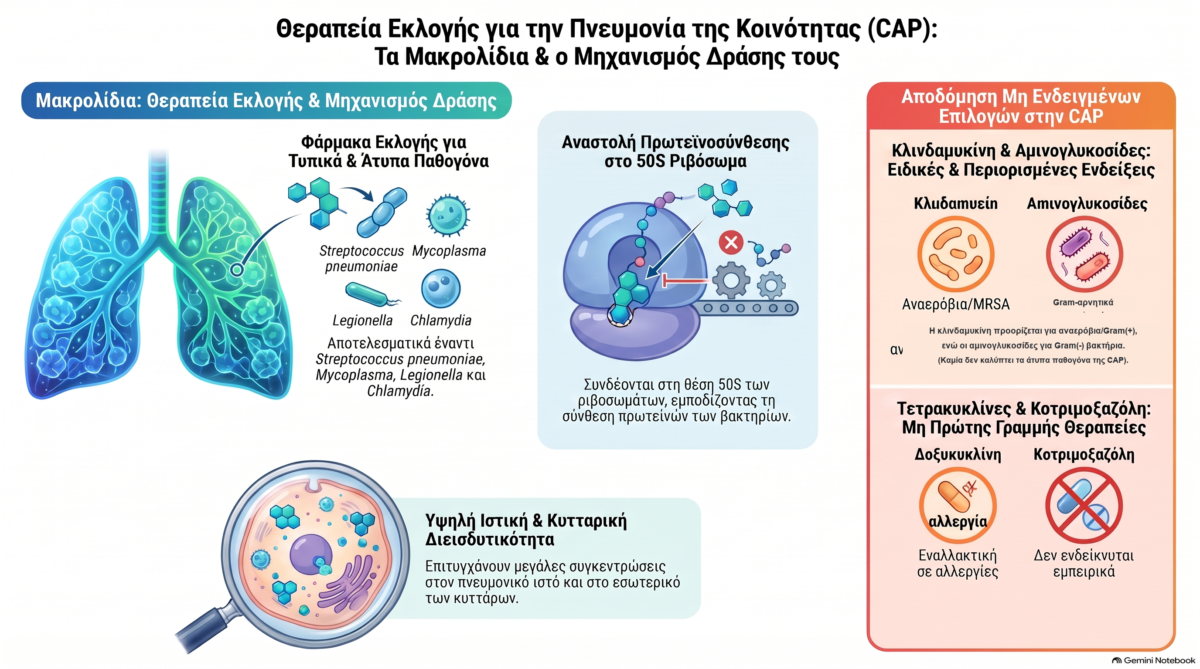 Θεραπεία Εκλογής για την Πνευμονία της Κοινότητας (CAP):
Τα Μακρολίδια & ο Μηχανισμός Δράσης τους
Μακρολίδια: Θεραπεία Εκλογής & Μηχανισμός Δράσης
Φάρμακα Εκλογής για
Τυπικά & Άτυπα Παθογόνα
Streptococcus
pneumoniae
Mycoplasma
Legionella
Chlamydia
Αποτελεσματικά έναντι
Streptococcus pneumoniae,
Mycoplasma, Legionella και
Chlamydía.
Αναστολή Πρωτεϊνοσύνθεσης
στο 50S Ριβόσωμα
Συνδέονται στη θέση 50S των
ριβοσωμάτων, εμποδίζοντας τη
σύνθεση πρωτεϊνών των βακτηρίων.
Υψηλή Ιστική & Κυτταρική
Διεισδυτικότητα
Επιτυγχάνουν μεγάλες συγκεντρώσεις
στον πνευμονικό ιστό και στο εσωτερικό
των κυττάρων.
Αποδόμηση Μη Ενδειγμένων
Επιλογών στην CAP
Κλινδαμυκίνη & Αμινογλυκοσίδες:
Ειδικές & Περιορισμένες Ενδείξεις
Αμινογλυκοσίδες
Αναερόβια/MRSA
Gram-αρνητικά
Η κλινδαμυκίνη προορίζεται για αναερόβια/Gram(+),
ενώ οι αμινογλυκοσίδες για Gram(-) βακτήρια.
(Καμία δεν καλύπτει τα άτυπα παθογόνα της CAP).
αν
Τετρακυκλίνες & Κοτριμοξαζόλη:
Μη Πρώτης Γραμμής Θεραπείες
Δοξυκυκλίνη
Κοτριμοξαζόλη
αλλεργία
Εναλλακτική
σε αλλεργίες
Δεν ενδείκνυται
εμπειρικά
Gemini Notebook